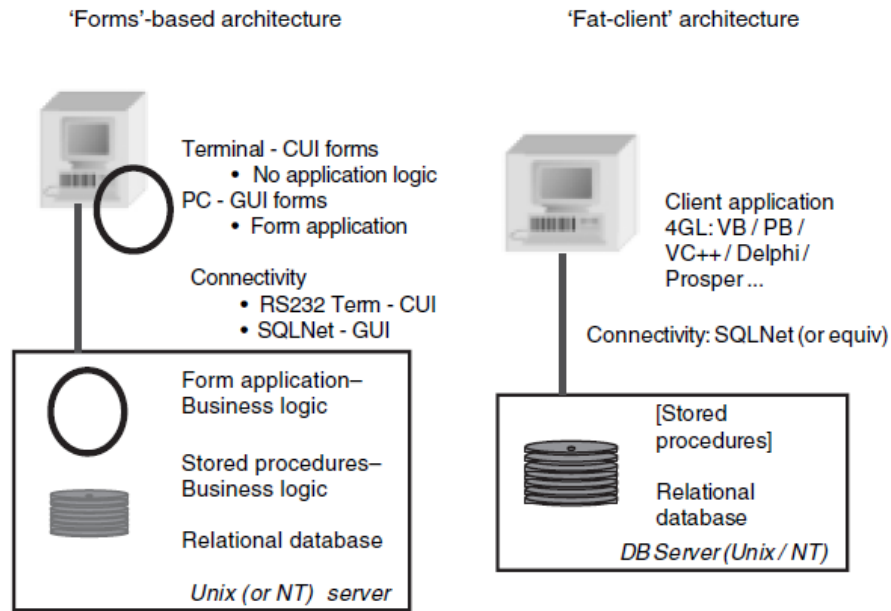 'Forms'-based architecture
Terminal - CUI forms
• No application logic
PC - GUI forms
• Form application
Connectivity
• RS232 Term - CUI
• SQLNet - GUI
Form application–
Business logic
Stored procedures–
Business logic
Relational database
Unix (or NT) server
'Fat-client' architecture
Client application
4GL: VB / PB /
VC++ / Delphi /
Prosper ...
Connectivity: SQLNet (or equiv)
[Stored
procedures]
Relational
database
DB Server (Unix / NT)